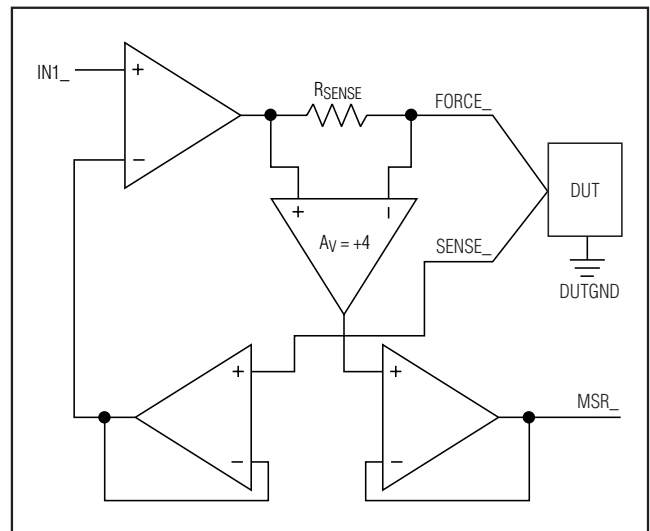 IN1_
+
−
RSENSE
FORCE_
+
−
AV = +4
DUT
SENSE_
DUTGND
+
−
+
−
MSR_